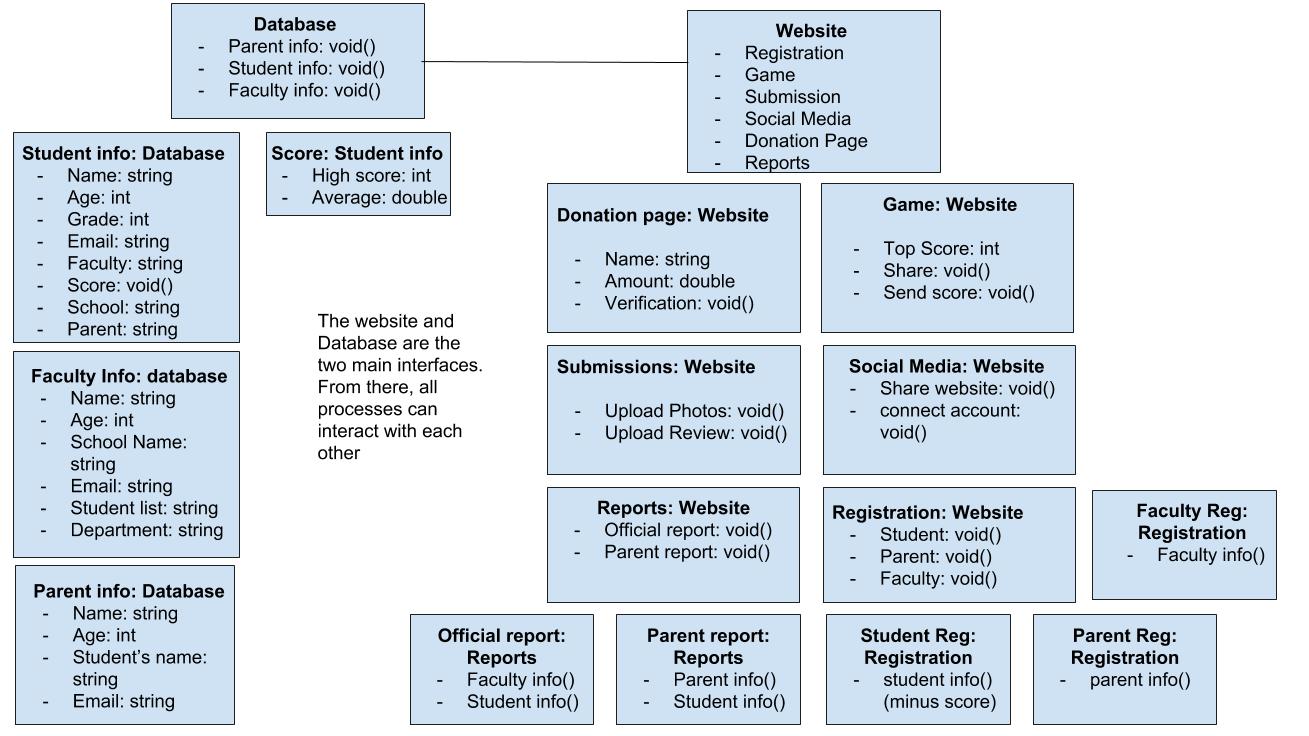 Database
- Parent info: void()
- Student info: void()
- Faculty info: void()
Website
- Registration
- Game
- Submission
- Social Media
- Donation Page
- Reports
Student info: Database
- Name: string
- Age: int
- Grade: int
- Email: string
- Faculty: string
- Score: void()
- School: string
- Parent: string
Score: Student info
- High score: int
- Average: double
Donation page: Website
- Name: string
- Amount: double
- Verification: void()
Game: Website
- Top Score: int
- Share: void()
- Send score: void()
The website and
Database are the
two main interfaces.
From there, all
processes can
interact with each
other
Faculty Info: database
- Name: string
- Age: int
- School Name:
string
- Email: string
- Student list: string
- Department: string
Submissions: Website
- Upload Photos: void()
- Upload Review: void()
Social Media: Website
- Share website: void()
- connect account:
void()
Reports: Website
- Official report: void()
- Parent report: void()
Registration: Website
- Student: void()
- Parent: void()
- Faculty: void()
Faculty Reg:
Registration
- Faculty info()
Parent info: Database
- Name: string
- Age: int
- Student’s name:
string
- Email: string
Official report:
Reports
- Faculty info()
- Student info()
Parent report:
Reports
- Parent info()
- Student info()
Student Reg:
Registration
- student info()
(minus score)
Parent Reg:
Registration
- parent info()